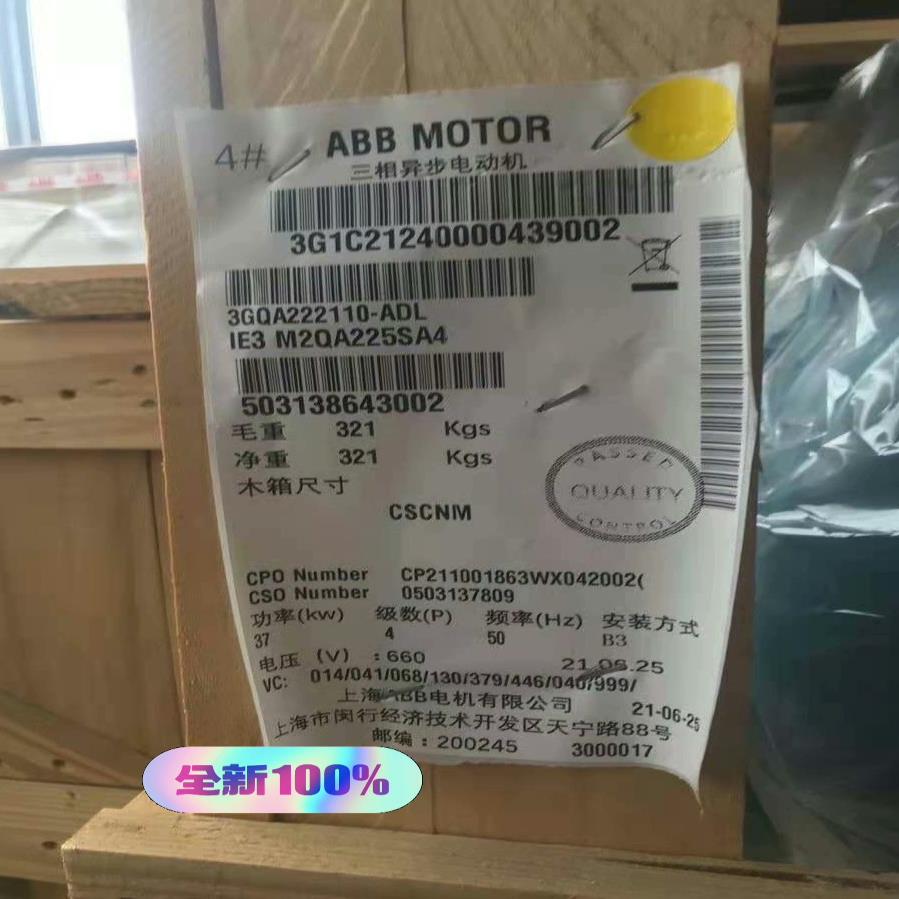 4#
ABB MOTOR
三相异步电动机
3G1C21240000439002
3GQA222110-ADL
IE3 M2QA225SA4
503138643002
毛重 321 Kgs
净重 321 Kgs
木箱尺寸
PASSED
QUALITY
CONTROL
CSCNM
CPO Number CP211001863WX042002(
CSO Number 0503137809
功率(kw) 级数(P) 频率(Hz) 安装方式
37 4 50 B3
电压 (V) :660 21.06.25
VC: 014/041/068/130/379/446/040/999/
上海ABB电机有限公司 21-06-25
上海市闵行经济技术开发区天宁路88号
邮编:200245 3000017
全新100%